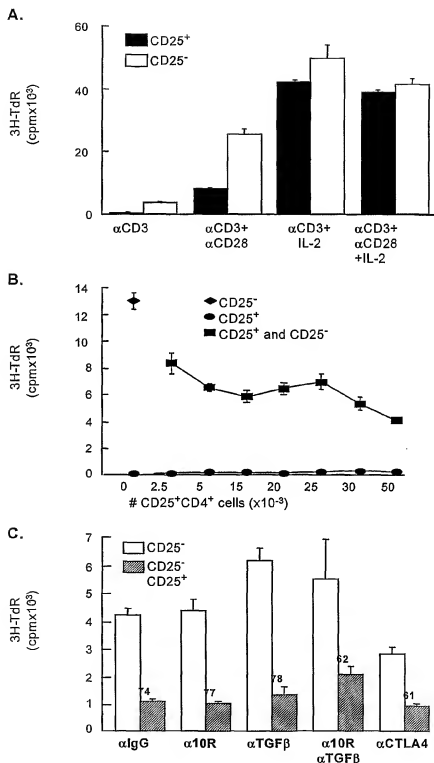 A.
CD25⁺
CD25⁻
3H-TdR
(cpmx10³)
60
40
20
0
αCD3
αCD3+
αCD28
αCD3+
IL-2
αCD3+
αCD28
+IL-2
B.
CD25⁻
CD25⁺
CD25⁺ and CD25⁻
3H-TdR
(cpmx10³)
14
12
10
8
6
4
2
0
0 2.5 5 15 20 25 30 50
# CD25⁺CD4⁺ cells (x10⁻³)
C.
CD25⁻
CD25⁻
CD25⁺
3H-TdR
(cpmx10³)
7
6
5
4
3
2
1
0
74 77 78 62 61
αIgG α10R αTGFβ α10R αCTLA4
αTGFβ